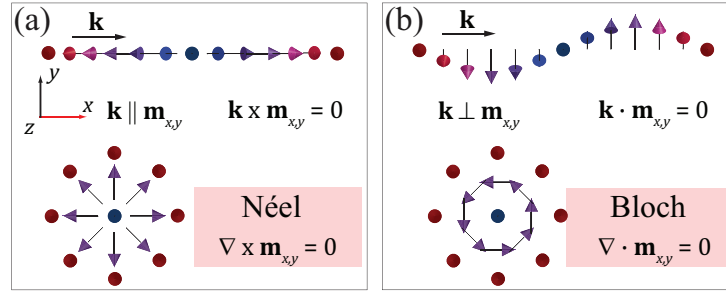 (a)
k
y
x
z
k ∥ m_{x,y}
k x m_{x,y} = 0
Néel
∇ x m_{x,y} = 0
(b)
k
k ⊥ m_{x,y}
k · m_{x,y} = 0
Bloch
∇ · m_{x,y} = 0